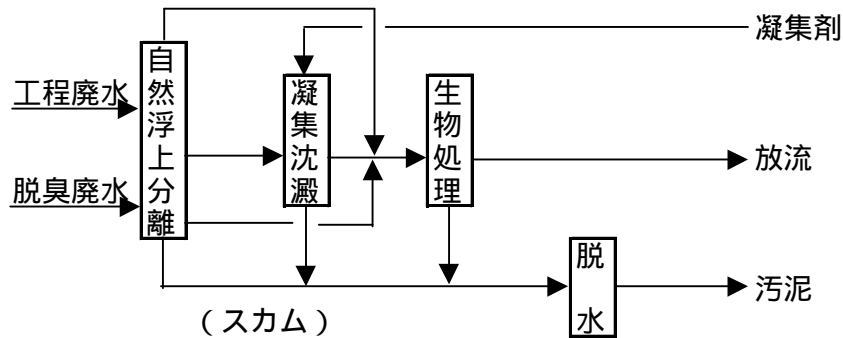 凝集剤
工程廃水
脱臭廃水
自然浮上分離
凝集沈澱
生物処理
放流
脱水
汚泥
(スカム)